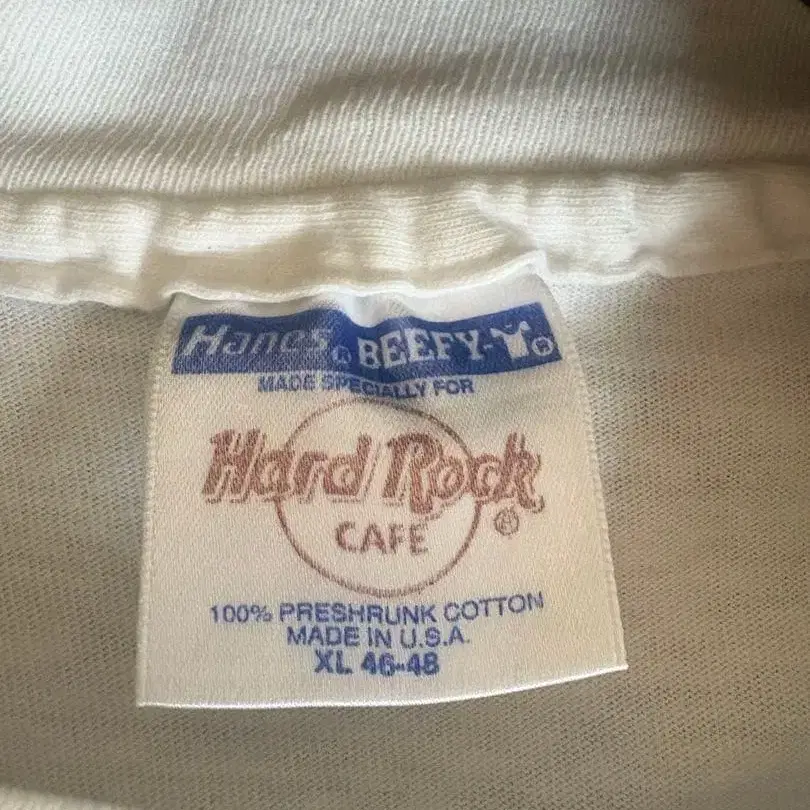 Hanes® BEEFY-T®
MADE SPECIALLY FOR
Hard Rock
CAFE ®
100% PRESHRUNK COTTON
MADE IN U.S.A.
XL 46-48